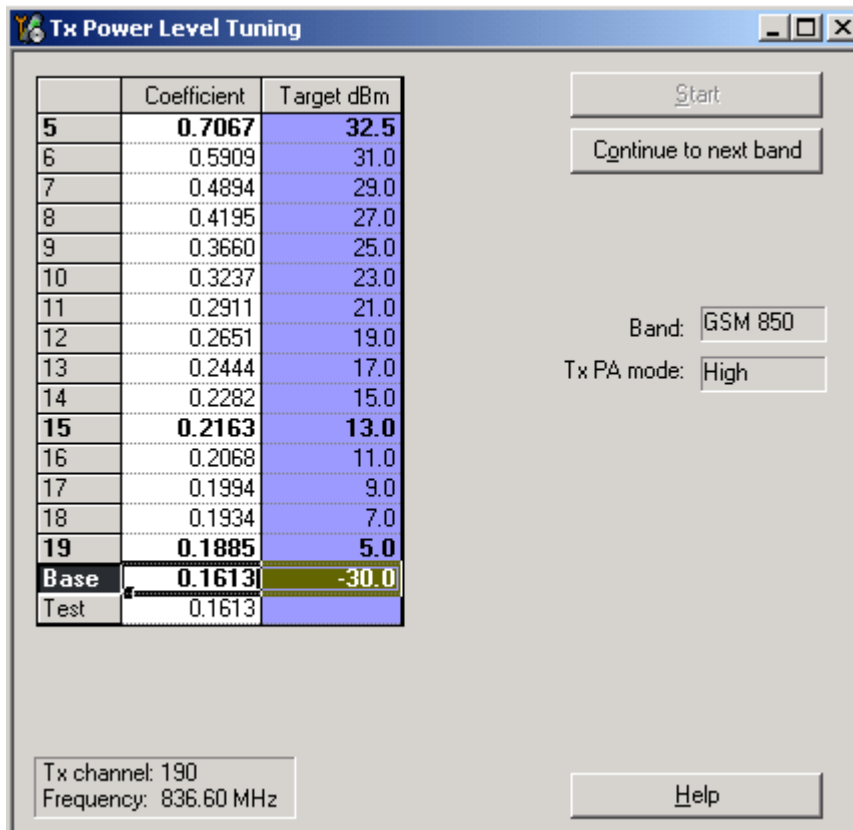 Tx Power Level Tuning
Coefficient Target dBm
5 0.7067 32.5
6 0.5909 31.0
7 0.4894 29.0
8 0.4195 27.0
9 0.3660 25.0
10 0.3237 23.0
11 0.2911 21.0
12 0.2651 19.0
13 0.2444 17.0
14 0.2282 15.0
15 0.2163 13.0
16 0.2068 11.0
17 0.1994 9.0
18 0.1934 7.0
19 0.1885 5.0
Base 0.1613 -30.0
Test 0.1613
Start
Continue to next band
Band: GSM 850
Tx PA mode: High
Tx channel: 190
Frequency: 836.60 MHz
Help